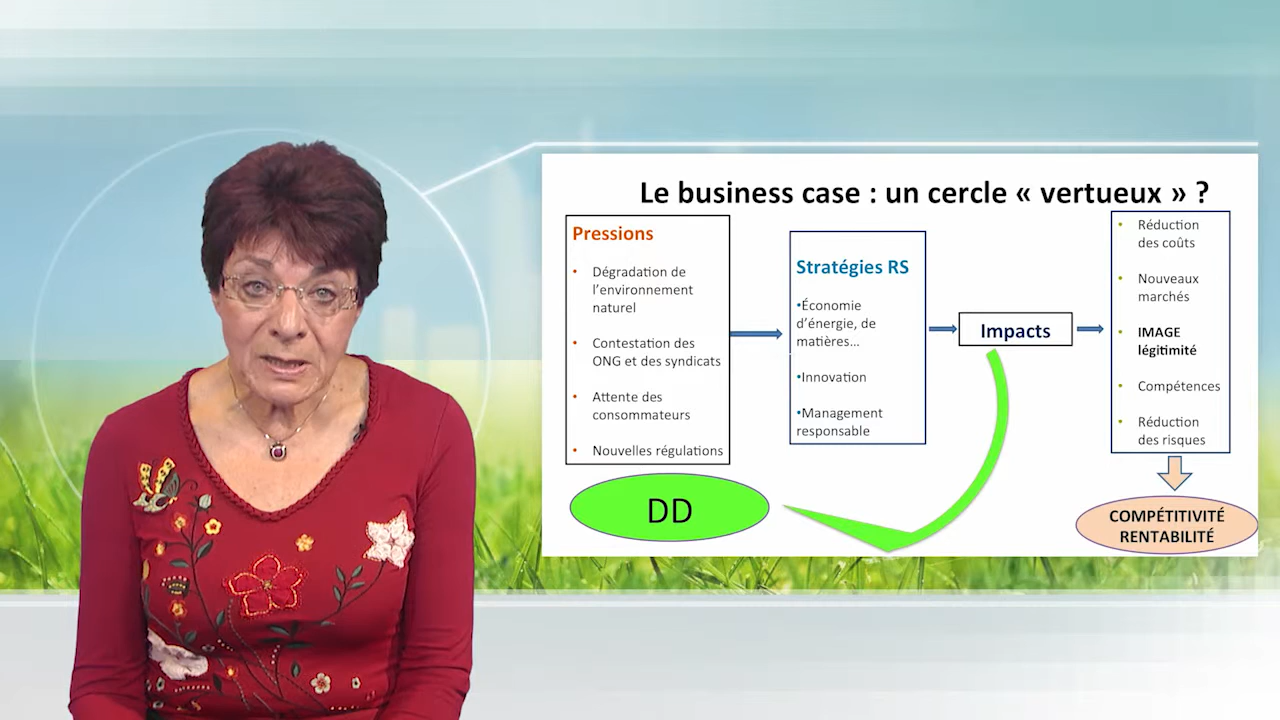 Le business case : un cercle « vertueux » ?
Pressions
• Dégradation de
l'environnement
naturel
• Contestation des
ONG et des syndicats
• Attente des
consommateurs
• Nouvelles régulations
DD
Stratégies RS
•Économie
d'énergie, de
matières...
•Innovation
•Management
responsable
Impacts
• Réduction
des coûts
• Nouveaux
marchés
• IMAGE
légitimité
• Compétences
• Réduction
des risques
COMPÉTITIVITÉ
RENTABILITÉ